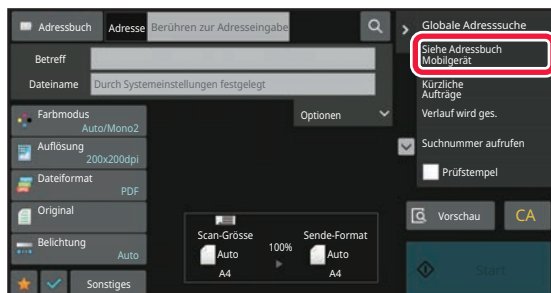 Adressbuch
Adresse
Berühren zur Adresseingabe
Betreff
Dateiname
Durch Systemeinstellungen festgelegt
Farbmodus
Auto/Mono2
Auflösung
200x200dpi
Dateiformat
PDF
Original
Belichtung
Auto
Sonstiges
Optionen
Scan-Grösse
Auto
A4
100%
Sende-Format
Auto
A4
Globale Adresssuche
Siehe Adressbuch
Mobilgerät
Kürzliche
Aufträge
Verlauf wird ges.
Suchnummer aufrufen
Prüfstempel
Vorschau
CA
Start